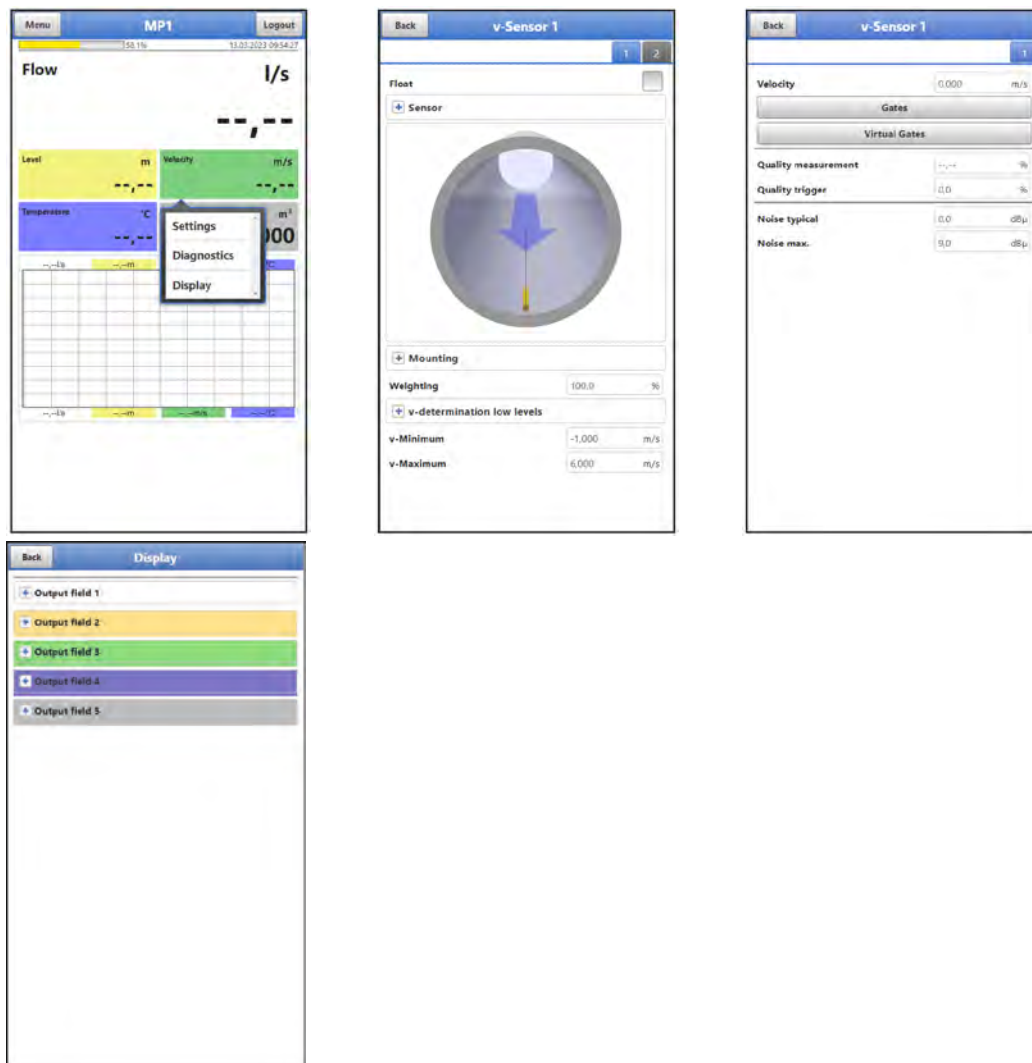 Menu MP1 Logout
58.1% 13.03.2023 09:54:27
Flow l/s
--,--
Level m Velocity m/s
--,-- --,--
Temperature °C m³
--,-- 000
Settings
Diagnostics
Display
--,--l/s --,--m °C
--,--l/s --,--m --,--m/s --,--°C
Back v-Sensor 1
1 2
Float
+ Sensor
+ Mounting
Weighting 100,0 %
+ v-determination low levels
v-Minimum -1,000 m/s
v-Maximum 6,000 m/s
Back v-Sensor 1
1
Velocity 0,000 m/s
Gates
Virtual Gates
Quality measurement --,-- %
Quality trigger 0,0 %
Noise typical 0,0 dBµ
Noise max. 9,0 dBµ
Back Display
+ Output field 1
+ Output field 2
+ Output field 3
+ Output field 4
+ Output field 5